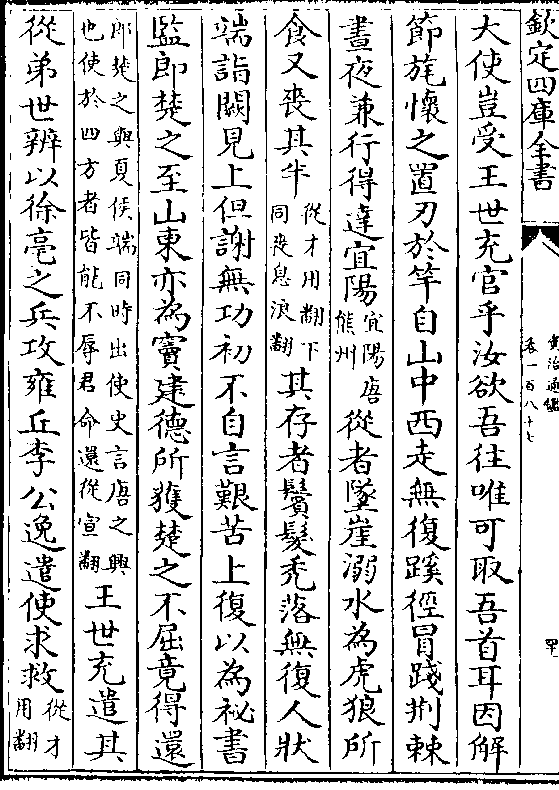 欽定四庫全書
資治通鑑
卷一百八十七
大使豈受王世充官乎汝欲吾往唯可取吾首耳因解
節旄懷之置刃於竿自山中西走無復蹊徑冒踐荆棘
晝夜兼行得達宜陽宜陽唐熊州從者墜崖溺水為虎狼所
食又喪其半從才用翻下同喪息浪翻其存者鬢髮禿落無復人狀
端詣闕見上但謝無功初不自言艱苦上復以為祕書
監郎楚之至山東亦為竇建德所獲楚之不屈竟得還
郎楚之與夏侯端同時出使史言唐之興也使於四方者皆能不辱君命還從宣翻王世充遣其
從弟世辨以徐亳之兵攻雍丘李公逸遣使求救從才用翻